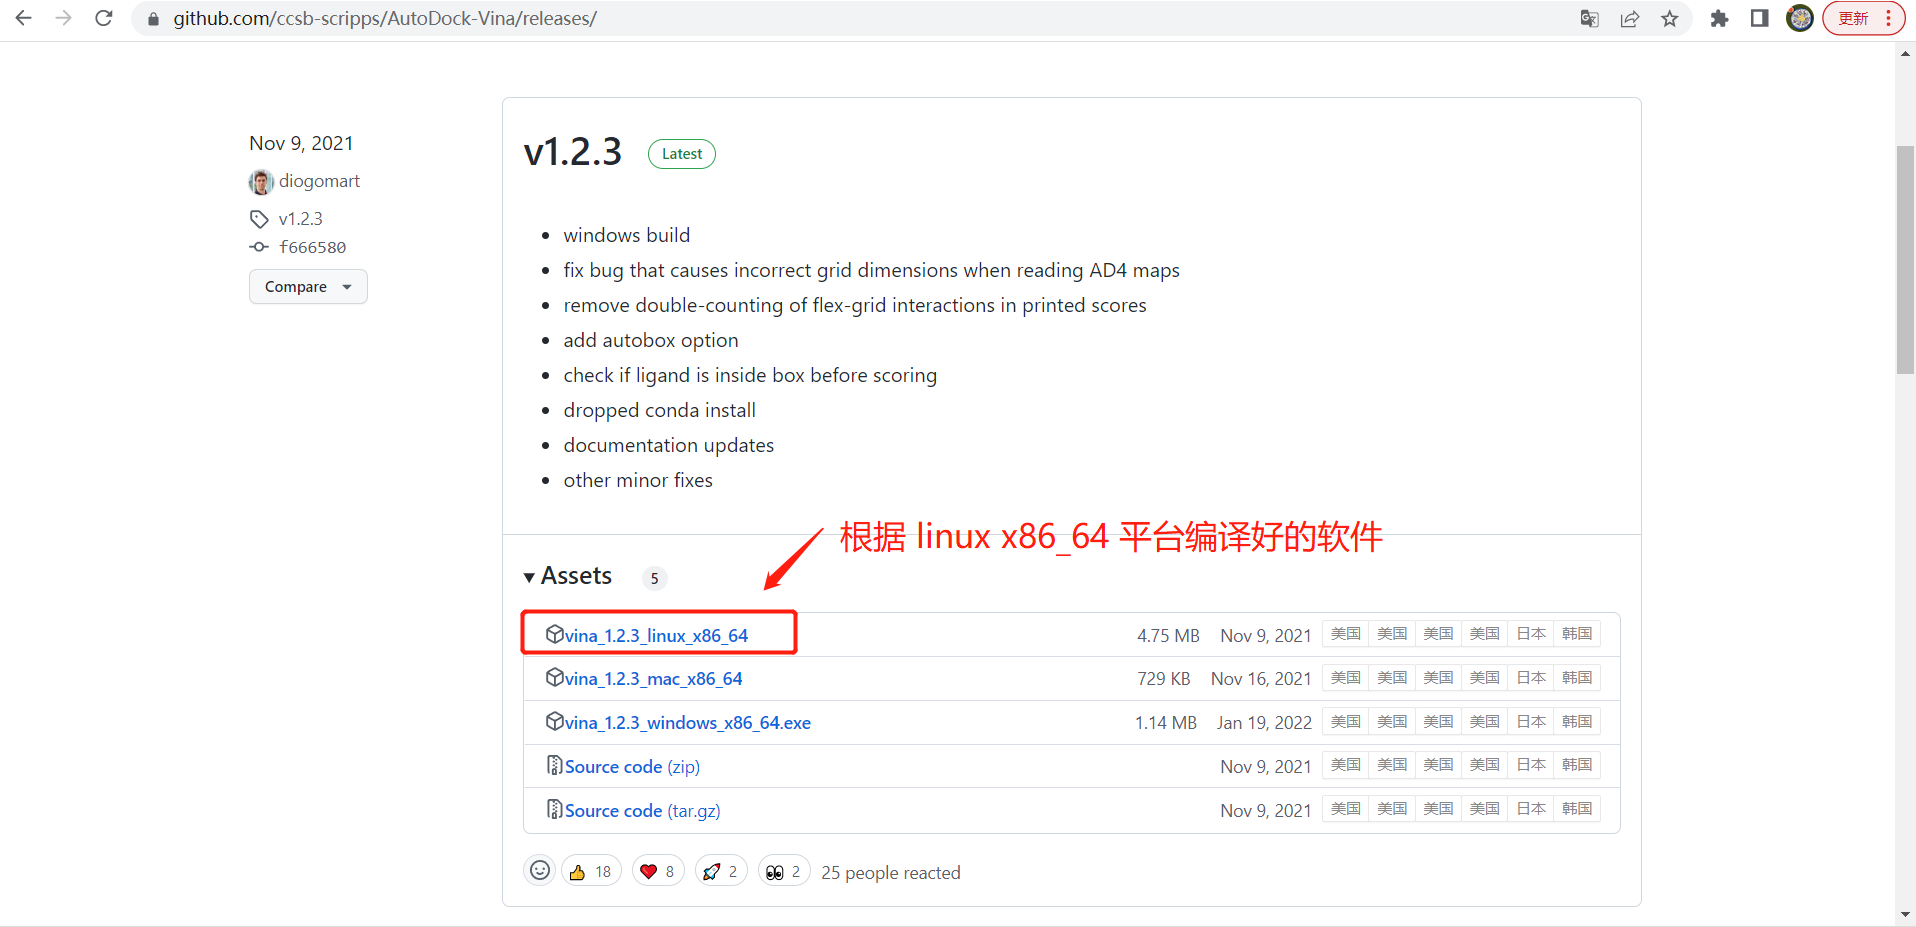 github.com/ccsb-scripps/AutoDock-Vina/releases/
更新
Nov 9, 2021
diogomart
v1.2.3
f666580
Compare
v1.2.3 Latest
windows build
fix bug that causes incorrect grid dimensions when reading AD4 maps
remove double-counting of flex-grid interactions in printed scores
add autobox option
check if ligand is inside box before scoring
dropped conda install
documentation updates
other minor fixes
根据 linux x86_64 平台编译好的软件
Assets 5
vina_1.2.3_linux_x86_64 4.75 MB Nov 9, 2021 美国 美国 美国 美国 日本 韩国
vina_1.2.3_mac_x86_64 729 KB Nov 16, 2021 美国 美国 美国 美国 日本 韩国
vina_1.2.3_windows_x86_64.exe 1.14 MB Jan 19, 2022 美国 美国 美国 美国 日本 韩国
Source code (zip) Nov 9, 2021 美国 美国 美国 美国 日本 韩国
Source code (tar.gz) Nov 9, 2021 美国 美国 美国 美国 日本 韩国
18 8 2 2 25 people reacted